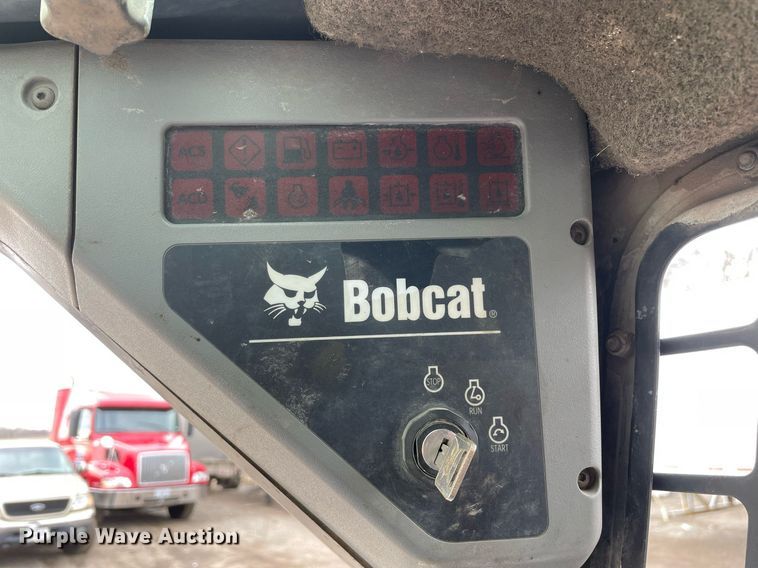 ACS
ACD
Bobcat®
STOP
RUN
START
Purple Wave Auction